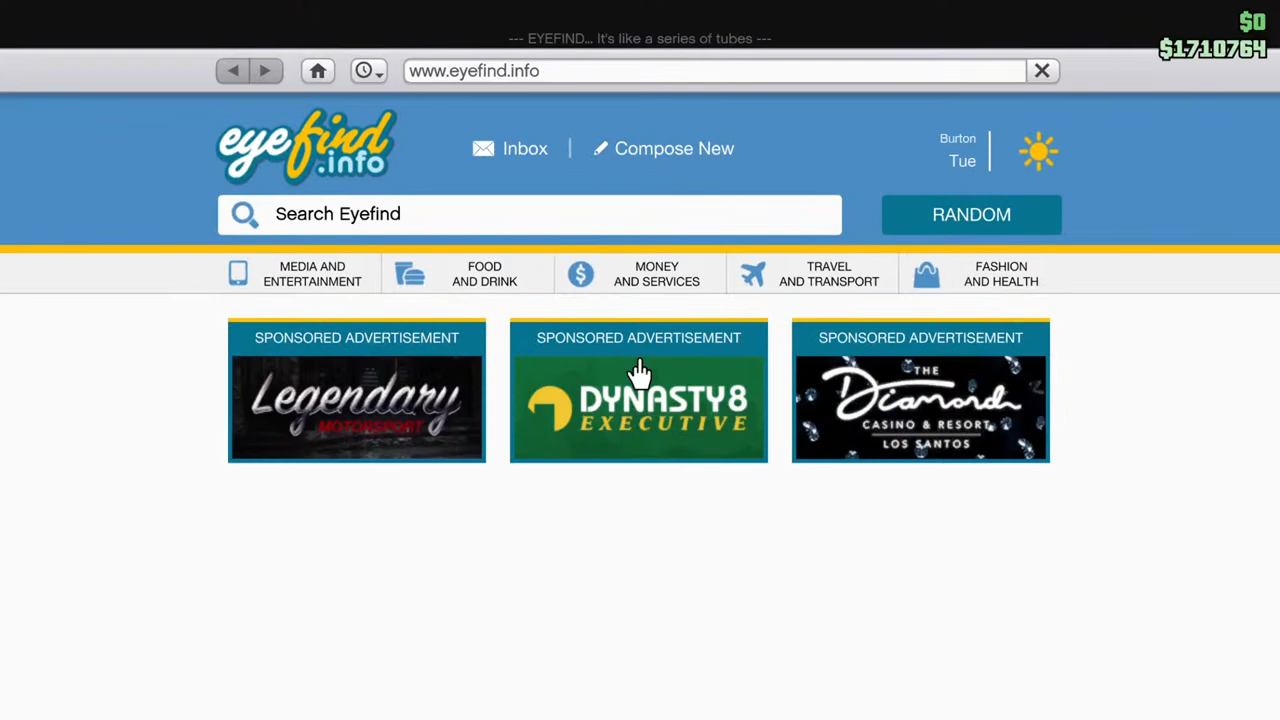 $0
--- EYEFIND... It's like a series of tubes ---
$1710764
www.eyefind.info
eyefind
.info
Inbox
Compose New
Burton
Tue
Search Eyefind
RANDOM
MEDIA AND
ENTERTAINMENT
FOOD
AND DRINK
MONEY
AND SERVICES
TRAVEL
AND TRANSPORT
FASHION
AND HEALTH
SPONSORED ADVERTISEMENT
Legendary
MOTORSPORT
SPONSORED ADVERTISEMENT
DYNASTY8
EXECUTIVE
SPONSORED ADVERTISEMENT
THE
Diamond
CASINO & RESORT
LOS SANTOS